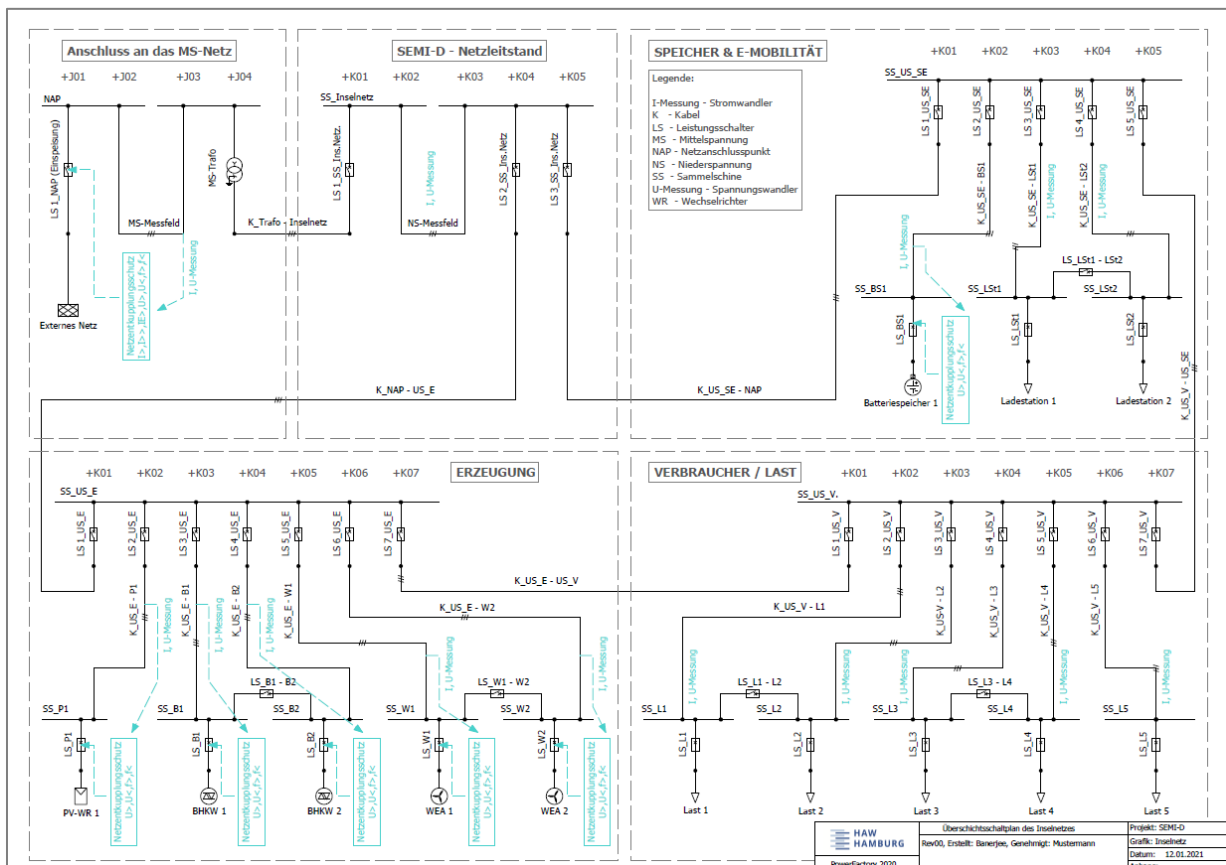 Anschluss an das MS-Netz
+J01 +J02 +J03 +J04
NAP
LS 1_NAP (Einspeisung)
MS-Trafo
MS-Messfeld
I, U-Messung
Netzentkupplungsschutz
I>,I>>,IE>,U>,U<,f>,f<
Externes Netz
SEMI-D - Netzleitstand
+K01 +K02 +K03 +K04 +K05
SS_Inselnetz
LS 1_SS_Ins.Netz.
I, U-Messung
LS 2_SS_Ins.Netz
LS 3_SS_Ins.Netz
K_Trafo - Inselnetz
NS-Messfeld
K_NAP - US_E
SPEICHER & E-MOBILITÄT
+K01 +K02 +K03 +K04 +K05
Legende:
I-Messung - Stromwandler
K - Kabel
LS - Leistungsschalter
MS - Mittelspannung
NAP - Netzanschlusspunkt
NS - Niederspannung
SS - Sammelschine
U-Messung - Spannungswandler
WR - Wechselrichter
SS_US_SE
LS 1_US_SE
LS 2_US_SE
LS 3_US_SE
LS 4_US_SE
LS 5_US_SE
K_US_SE - BS1
K_US_SE - LSt1
I, U-Messung
K_US_SE - LSt2
I, U-Messung
I, U-Messung
LS_LSt1 - LSt2
SS_BS1
SS_LSt1
SS_LSt2
LS_BS1
Netzentkupplungsschutz
U>,U<,f>,f<
LS_LSt1
LS_LSt2
K_US_V - US_SE
Batteriespeicher 1
Ladestation 1
Ladestation 2
K_US_SE - NAP
ERZEUGUNG
+K01 +K02 +K03 +K04 +K05 +K06 +K07
SS_US_E
LS 1_US_E
LS 2_US_E
LS 3_US_E
LS 4_US_E
LS 5_US_E
LS 6_US_E
LS 7_US_E
K_US_E - US_V
K_US_E - P1
I, U-Messung
K_US_E - B1
I, U-Messung
K_US_E - B2
I, U-Messung
K_US_E - W1
K_US_E - W2
I, U-Messung
I, U-Messung
LS_B1 - B2
LS_W1 - W2
SS_P1
SS_B1
SS_B2
SS_W1
SS_W2
LS_P1
Netzentkupplungsschutz
U>,U<,f>,f<
LS_B1
Netzentkupplungsschutz
U>,U<,f>,f<
LS_B2
Netzentkupplungsschutz
U>,U<,f>,f<
LS_W1
Netzentkupplungsschutz
U>,U<,f>,f<
LS_W2
Netzentkupplungsschutz
U>,U<,f>,f<
PV-WR 1
BHKW 1
BHKW 2
WEA 1
WEA 2
VERBRAUCHER / LAST
+K01 +K02 +K03 +K04 +K05 +K06 +K07
SS_US_V.
LS 1_US_V
LS 2_US_V
LS 3_US_V
LS 4_US_V
LS 5_US_V
LS 6_US_V
LS 7_US_V
K_US_V - L1
K_US-V - L2
K_US_V - L3
K_US_V - L4
K_US_V - L5
I, U-Messung
I, U-Messung
I, U-Messung
I, U-Messung
I, U-Messung
LS_L1 - L2
LS_L3 - L4
SS_L1
SS_L2
SS_L3
SS_L4
SS_L5
LS_L1
LS_L2
LS_L3
LS_L4
LS_L5
Last 1
Last 2
Last 3
Last 4
Last 5
HAW
HAMBURG
PowerFactory 2020
Überschichtsschaltplan des Inselnetzes
Rev00, Erstellt: Banerjee, Genehmigt: Mustermann
Projekt: SEMI-D
Grafik: Inselnetz
Datum: 12.01.2021